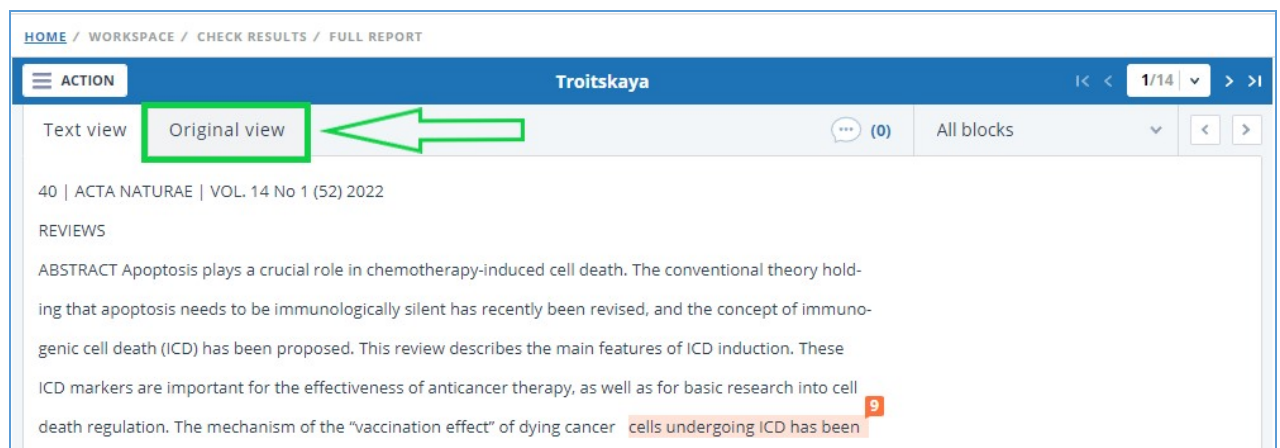 HOME / WORKSPACE / CHECK RESULTS / FULL REPORT
ACTION Troitskaya 1/14
Text view Original view (0) All blocks
40 | ACTA NATURAE | VOL. 14 No 1 (52) 2022
REVIEWS
ABSTRACT Apoptosis plays a crucial role in chemotherapy-induced cell death. The conventional theory hold-
ing that apoptosis needs to be immunologically silent has recently been revised, and the concept of immuno-
genic cell death (ICD) has been proposed. This review describes the main features of ICD induction. These
ICD markers are important for the effectiveness of anticancer therapy, as well as for basic research into cell
9
death regulation. The mechanism of the “vaccination effect” of dying cancer cells undergoing ICD has been